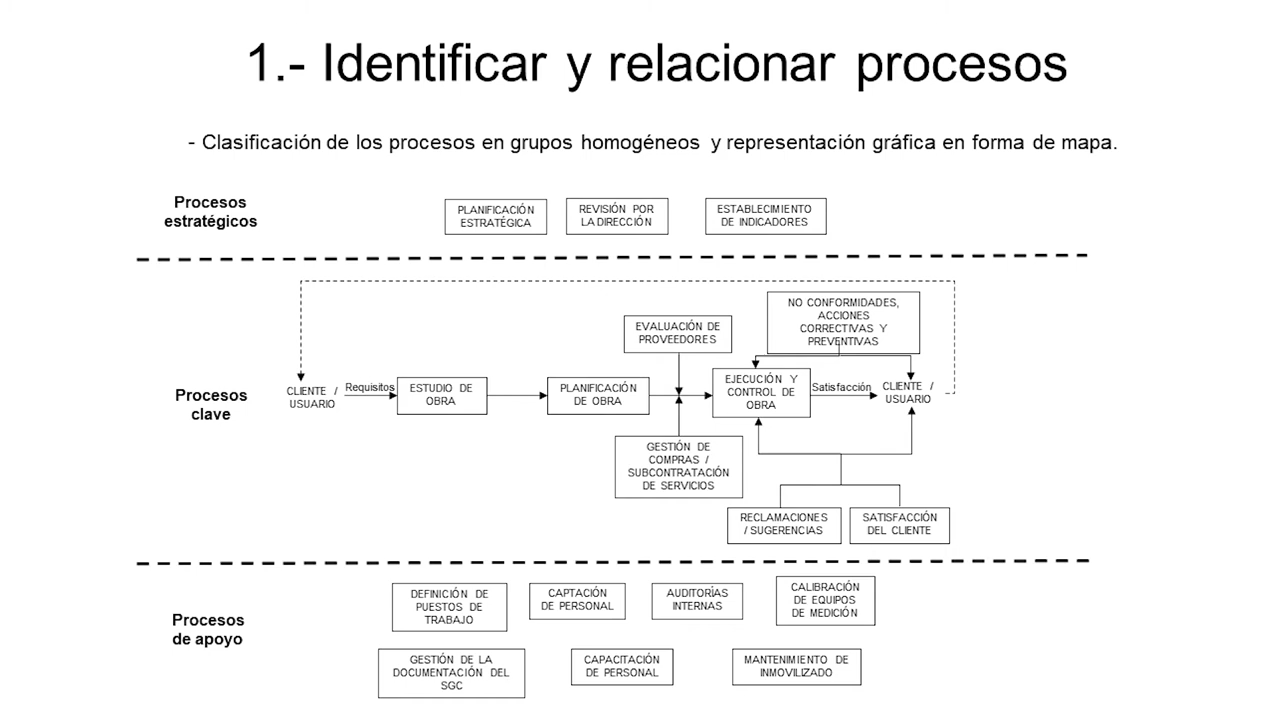 1.- Identificar y relacionar procesos
- Clasificación de los procesos en grupos homogéneos y representación gráfica en forma de mapa.
Procesos
estratégicos
PLANIFICACIÓN
ESTRATÉGICA
REVISIÓN POR
LA DIRECCIÓN
ESTABLECIMIENTO
DE INDICADORES
Procesos
clave
CLIENTE /
USUARIO
Requisitos
ESTUDIO DE
OBRA
PLANIFICACIÓN
DE OBRA
EVALUACIÓN DE
PROVEEDORES
GESTIÓN DE
COMPRAS /
SUBCONTRATACIÓN
DE SERVICIOS
NO CONFORMIDADES,
ACCIONES
CORRECTIVAS Y
PREVENTIVAS
EJECUCIÓN Y
CONTROL DE
OBRA
Satisfacción
CLIENTE /
USUARIO
RECLAMACIONES
/ SUGERENCIAS
SATISFACCIÓN
DEL CLIENTE
Procesos
de apoyo
DEFINICIÓN DE
PUESTOS DE
TRABAJO
CAPTACIÓN
DE PERSONAL
AUDITORÍAS
INTERNAS
CALIBRACIÓN
DE EQUIPOS
DE MEDICIÓN
GESTIÓN DE LA
DOCUMENTACIÓN DEL
SGC
CAPACITACIÓN
DE PERSONAL
MANTENIMIENTO DE
INMOVILIZADO